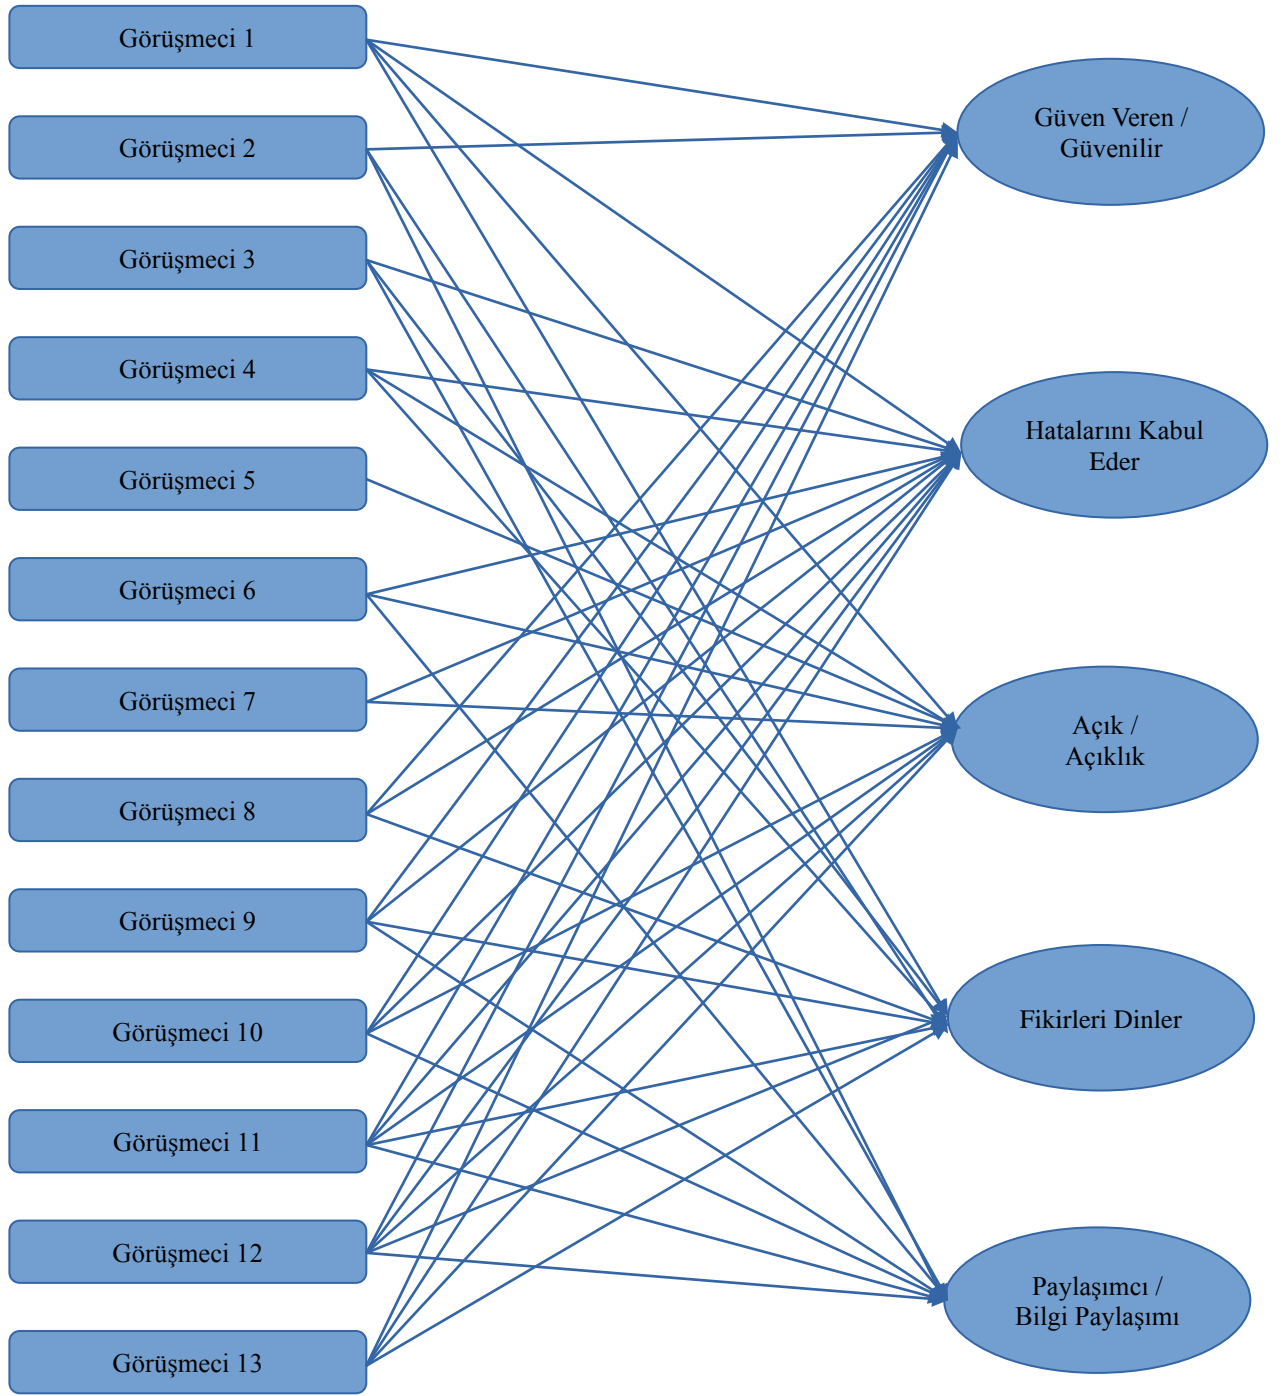 Görüşmeci 1
Görüşmeci 2
Görüşmeci 3
Görüşmeci 4
Görüşmeci 5
Görüşmeci 6
Görüşmeci 7
Görüşmeci 8
Görüşmeci 9
Görüşmeci 10
Görüşmeci 11
Görüşmeci 12
Görüşmeci 13
Güven Veren /
Güvenilir
Hatalarını Kabul
Eder
Açık /
Açıklık
Fikirleri Dinler
Paylaşımcı /
Bilgi Paylaşımı